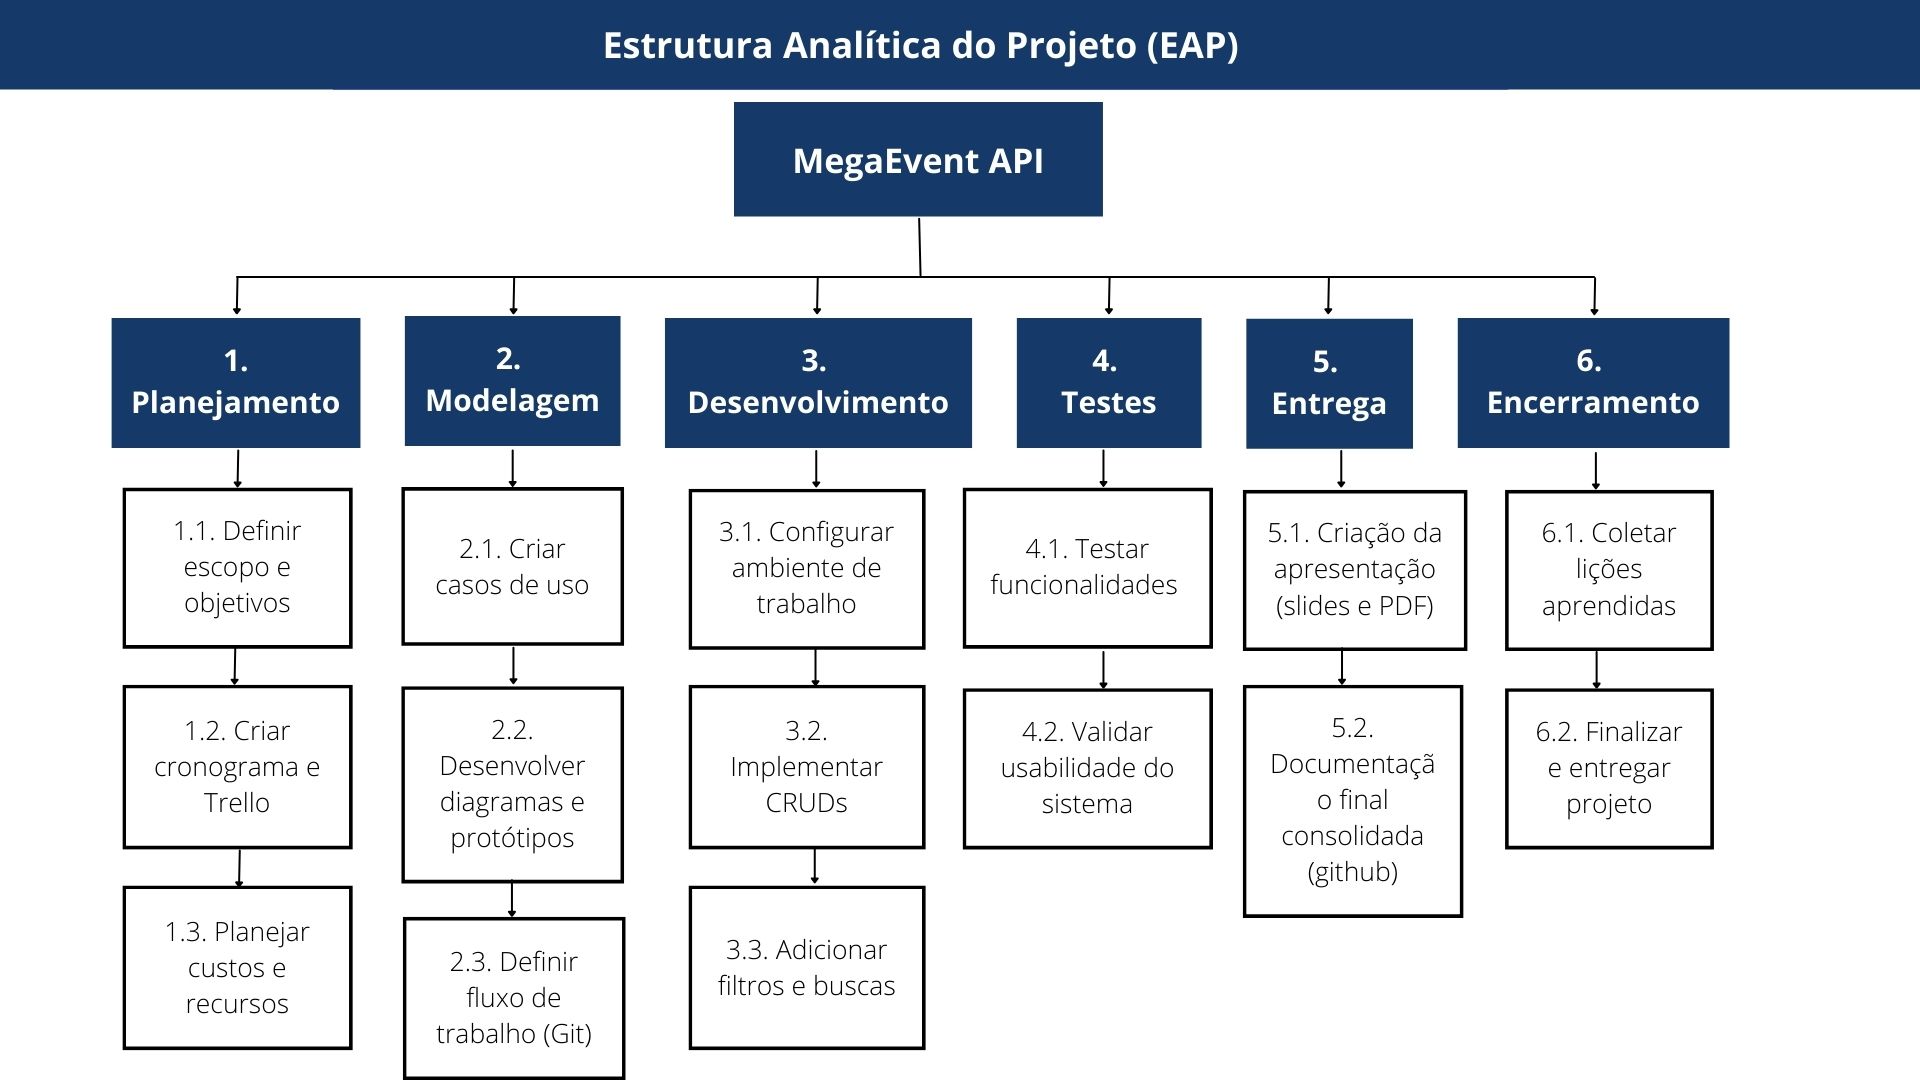 Estrutura Analítica do Projeto (EAP)
MegaEvent API
1.
Planejamento
2.
Modelagem
3.
Desenvolvimento
4.
Testes
5.
Entrega
6.
Encerramento
1.1. Definir
escopo e
objetivos
1.2. Criar
cronograma e
Trello
1.3. Planejar
custos e
recursos
2.1. Criar
casos de uso
2.2.
Desenvolver
diagramas e
protótipos
2.3. Definir
fluxo de
trabalho (Git)
3.1. Configurar
ambiente de
trabalho
3.2.
Implementar
CRUDs
3.3. Adicionar
filtros e buscas
4.1. Testar
funcionalidades
4.2. Validar
usabilidade do
sistema
5.1. Criação da
apresentação
(slides e PDF)
5.2.
Documentaçã
o final
consolidada
(github)
6.1. Coletar
lições
aprendidas
6.2. Finalizar
e entregar
projeto